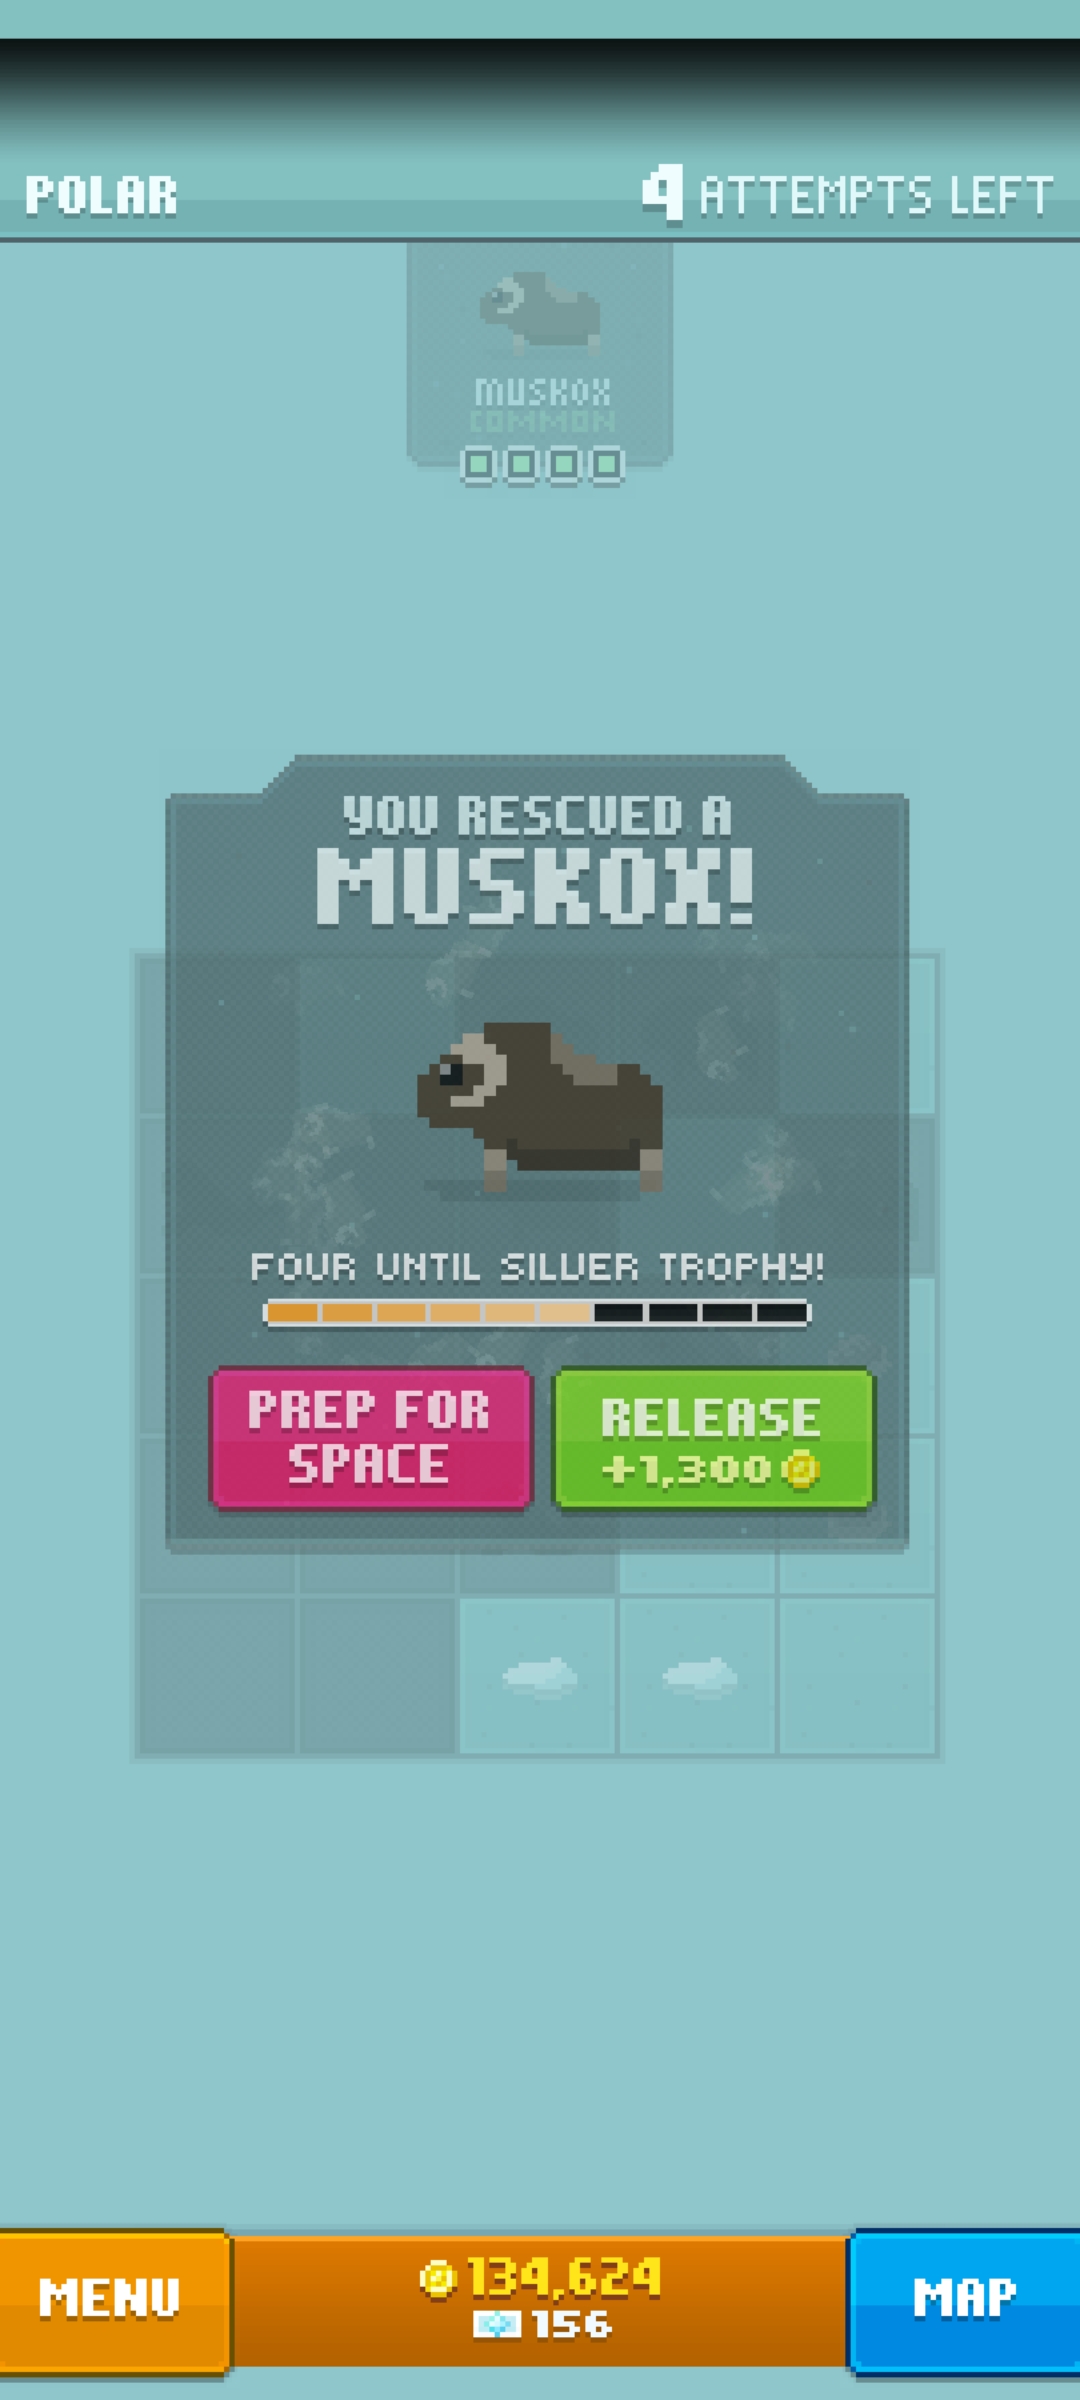 POLAR
4 ATTEMPTS LEFT
MUSKOX
COMMON
YOU RESCUED A
MUSKOX!
FOUR UNTIL SILVER TROPHY!
PREP FOR
SPACE
RELEASE
+1,300
MENU
134,624
156
MAP